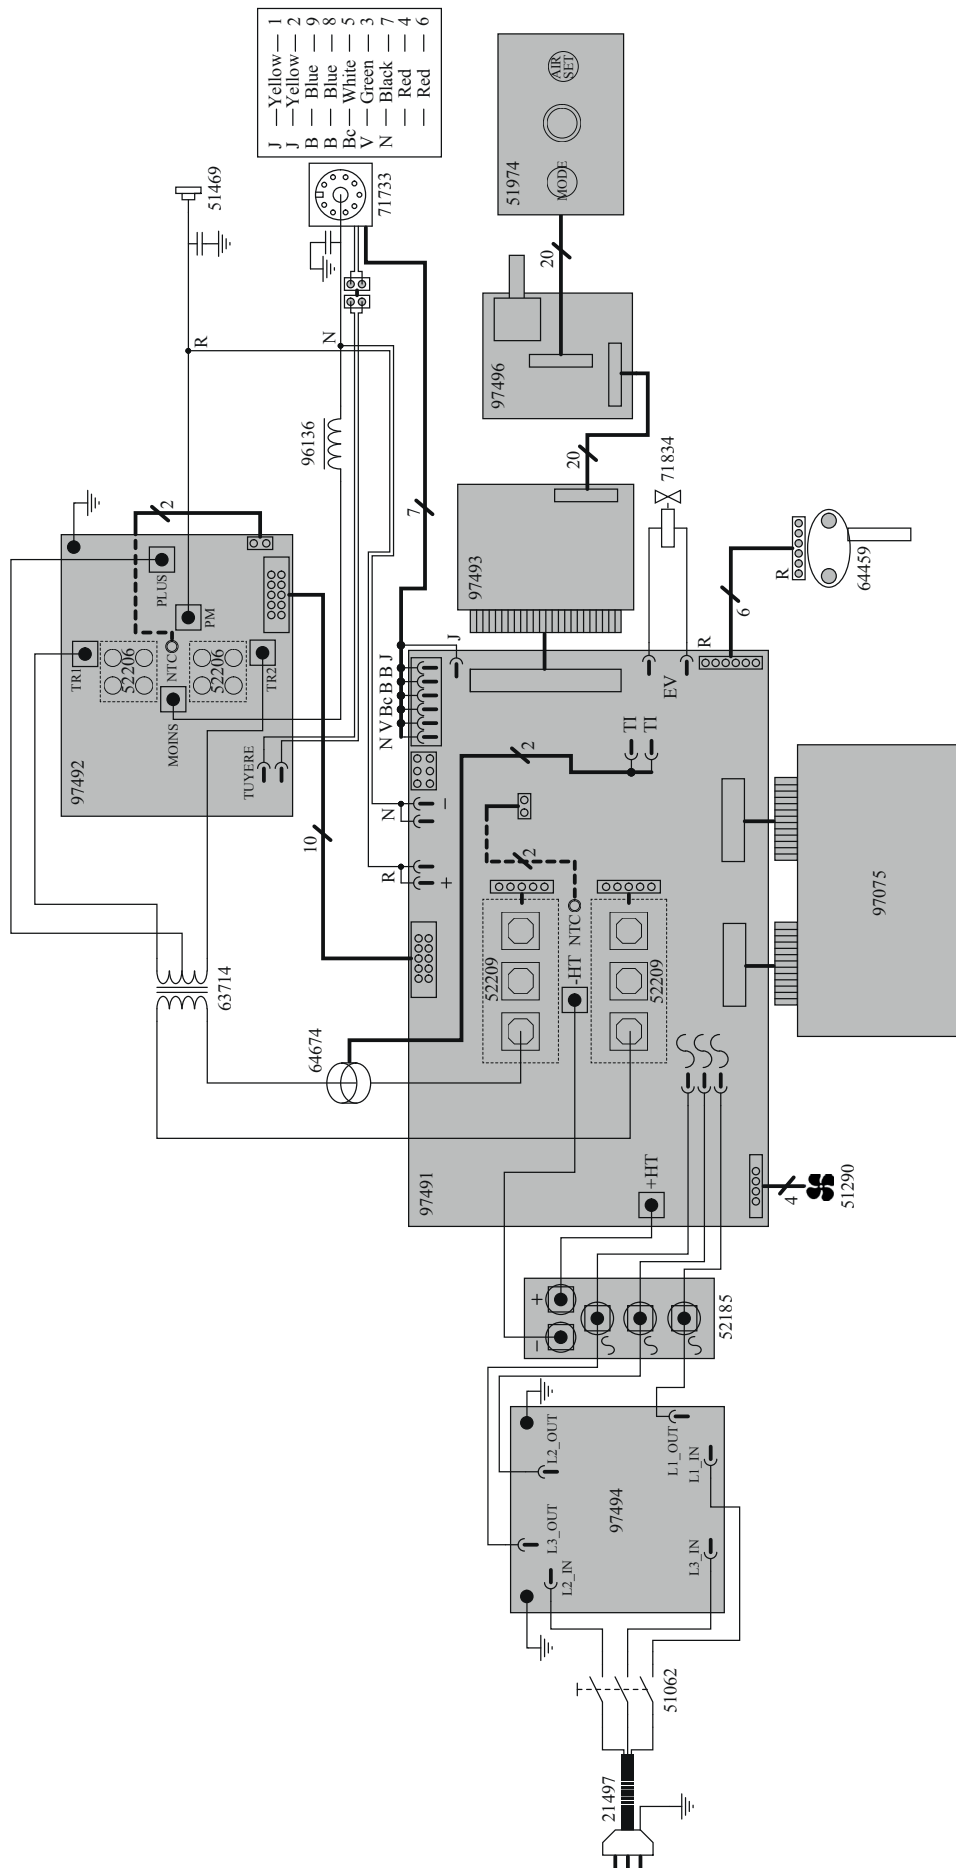 J — Yellow — 1
J — Yellow — 2
B — Blue — 9
B — Blue — 8
Bc — White — 5
V — Green — 3
N — Black — 7
— Red — 4
— Red — 6
51469
71733
R
N
96136
7
AIR
SET
MODE
51974
20
97496
20
97493
71834
6
R
R
64459
97492
TR1
PLUS
2
52206
NTC
PM
MOINS
52206
TR2
TUYERE
10
63714
64674
N V Bc B B J
J
N
−
R
+
2
TI
TI
EV
2
52209
-HT
NTC
52209
97491
+HT
97075
4
51290
+
−
52185
L2_OUT
L3_OUT
L2_IN
97494
L1_OUT
L1_IN
L3_IN
51062
21497